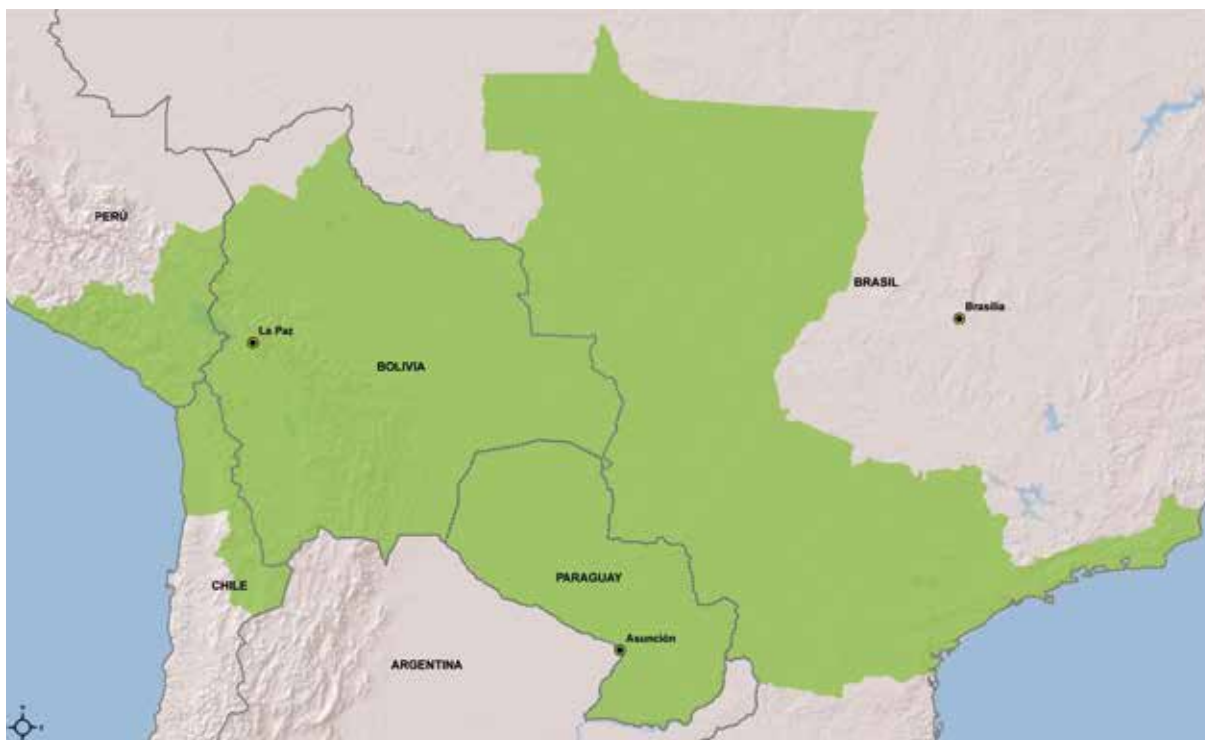 PERÚ
BRASIL
Brasilia
La Paz
BOLIVIA
PARAGUAY
CHILE
Asunción
ARGENTINA